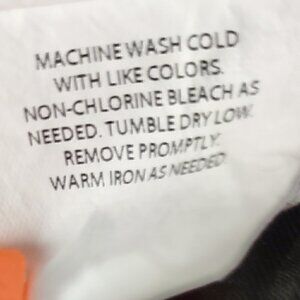 MACHINE WASH COLD
WITH LIKE COLORS.
NON-CHLORINE BLEACH AS
NEEDED. TUMBLE DRY LOW.
REMOVE PROMPTLY.
WARM IRON AS NEEDED